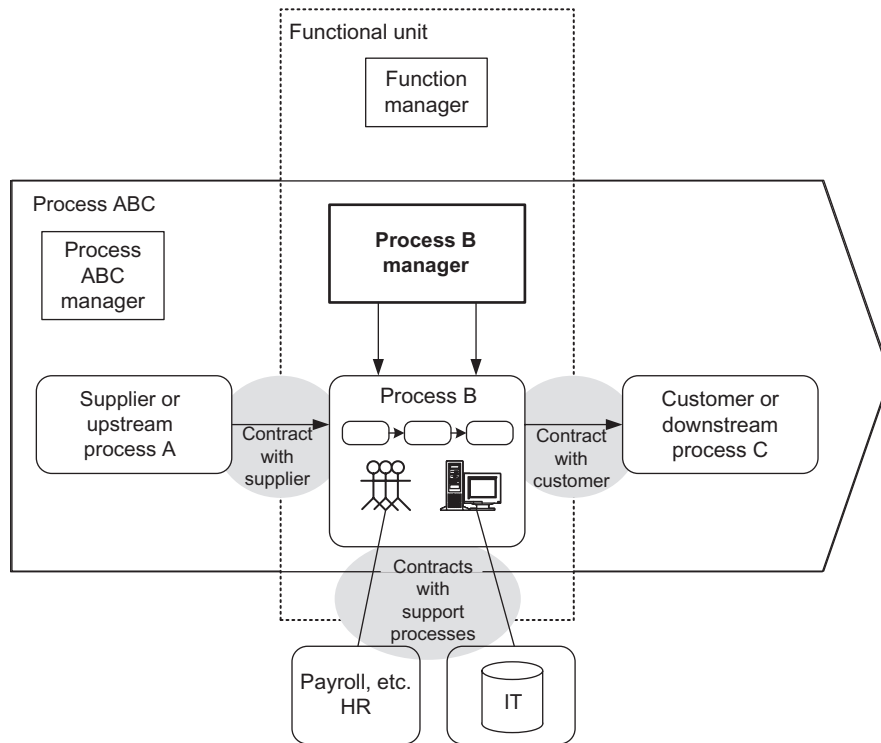 Functional unit
Function
manager
Process ABC
Process
ABC
manager
Process B
manager
Supplier or
upstream
process A
Contract
with
supplier
Process B
Contract
with
customer
Customer or
downstream
process C
Contracts
with
support
processes
Payroll, etc.
HR
IT